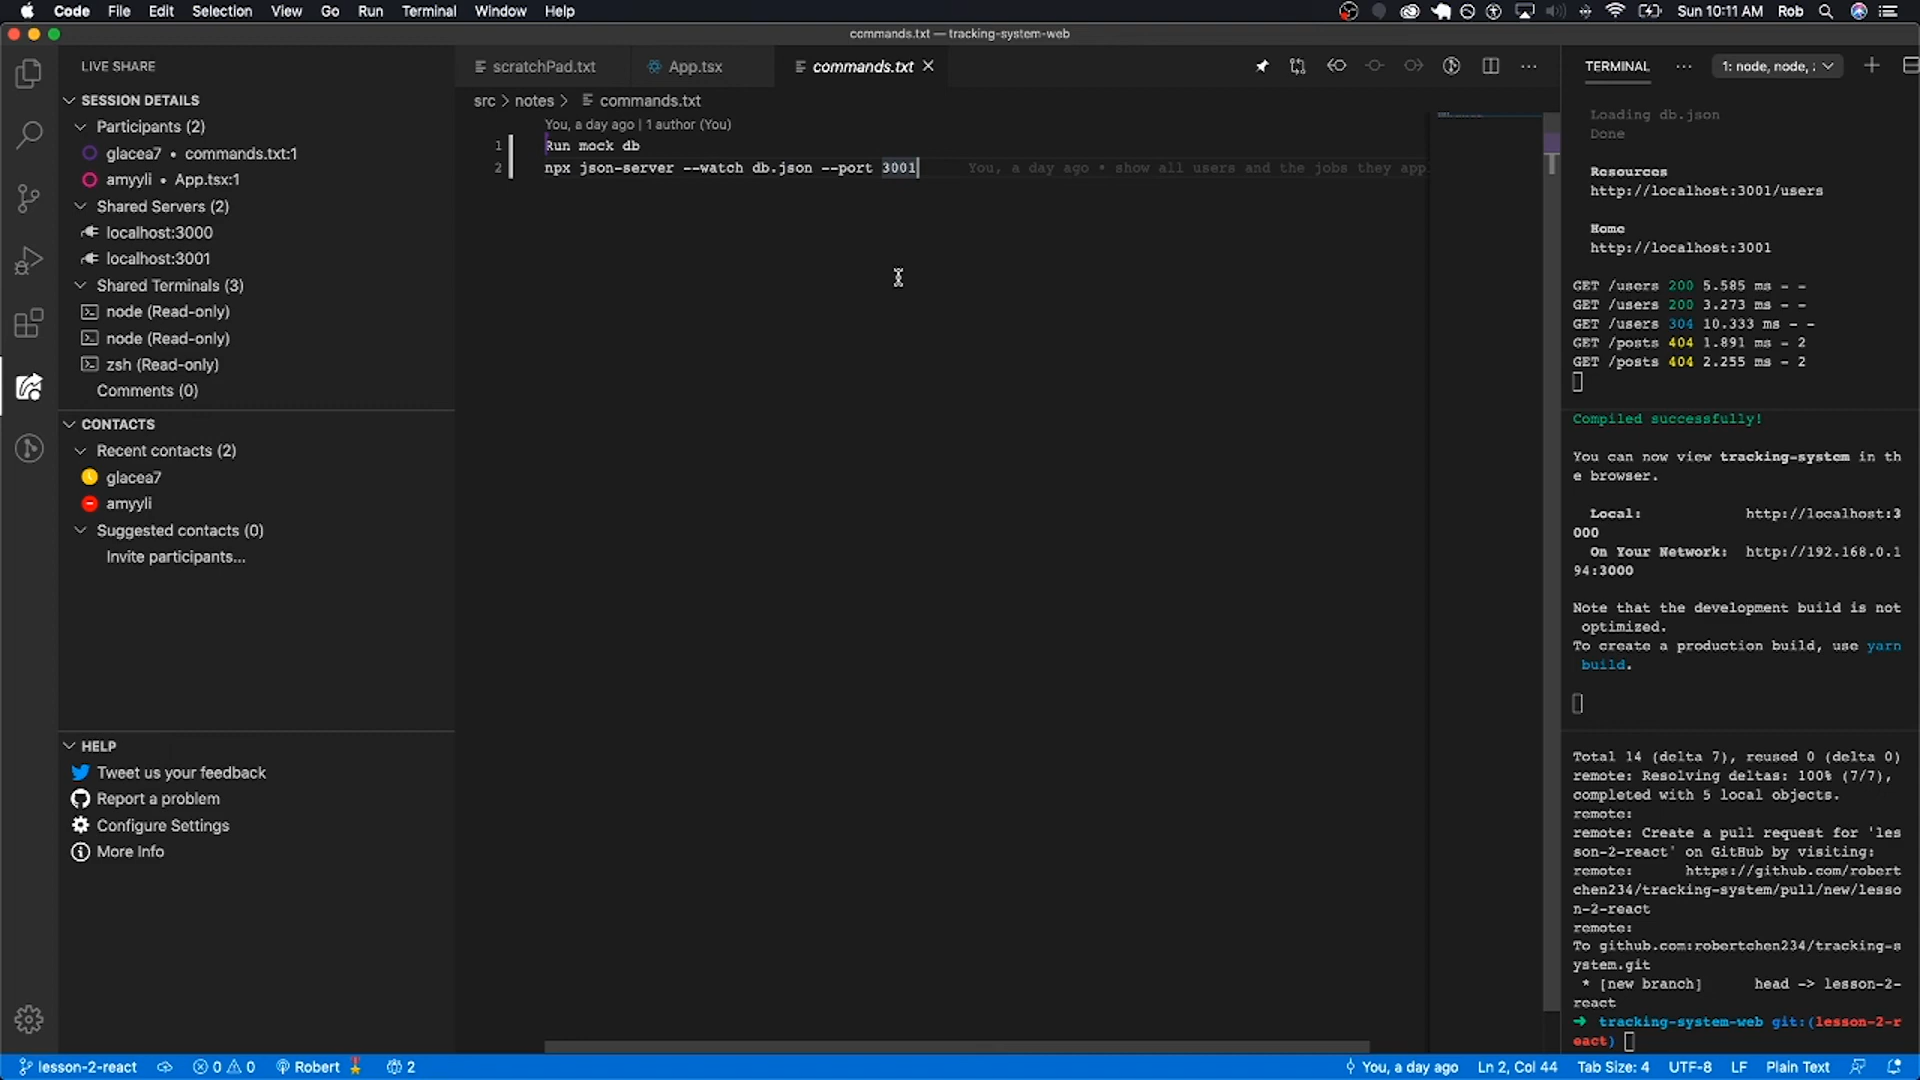 Code File Edit Selection View Go Run Terminal Window Help
Sun 10:11 AM Rob
commands.txt — tracking-system-web
LIVE SHARE
SESSION DETAILS
Participants (2)
glacea7 • commands.txt:1
amyyli • App.tsx:1
Shared Servers (2)
localhost:3000
localhost:3001
Shared Terminals (3)
node (Read-only)
node (Read-only)
zsh (Read-only)
Comments (0)
CONTACTS
Recent contacts (2)
glacea7
amyyli
Suggested contacts (0)
Invite participants...
HELP
Tweet us your feedback
Report a problem
Configure Settings
More Info
scratchPad.txt App.tsx commands.txt
src > notes > commands.txt
You, a day ago | 1 author (You)
1 Run mock db
2 npx json-server --watch db.json --port 3001 You, a day ago • show all users and the jobs they app
TERMINAL ... 1: node, node,
Loading db.json
Done
Resources
http://localhost:3001/users
Home
http://localhost:3001
GET /users 200 5.585 ms - -
GET /users 200 3.273 ms - -
GET /users 304 10.333 ms - -
GET /posts 404 1.891 ms - 2
GET /posts 404 2.255 ms - 2
Compiled successfully!
You can now view tracking-system in th
e browser.
Local: http://localhost:3
000
On Your Network: http://192.168.0.1
94:3000
Note that the development build is not
optimized.
To create a production build, use yarn
build.
Total 14 (delta 7), reused 0 (delta 0)
remote: Resolving deltas: 100% (7/7),
completed with 5 local objects.
remote:
remote: Create a pull request for 'les
son-2-react' on GitHub by visiting:
remote: https://github.com/robert
chen234/tracking-system/pull/new/lesso
n-2-react
remote:
To github.com:robertchen234/tracking-s
ystem.git
* [new branch] head -> lesson-2-
react
➜ tracking-system-web git:(lesson-2-r
eact)
lesson-2-react 0 0 Robert 2
You, a day ago Ln 2, Col 44 Tab Size: 4 UTF-8 LF Plain Text